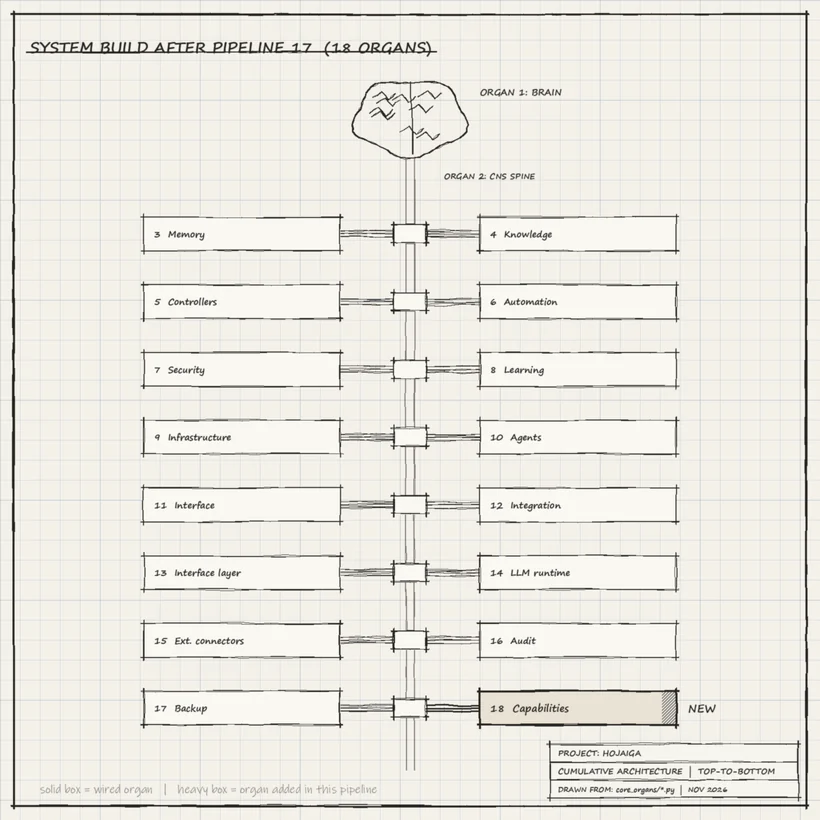 SYSTEM BUILD AFTER PIPELINE 17 (18 ORGANS)
ORGAN 1: BRAIN
ORGAN 2: CNS SPINE
3 Memory
4 Knowledge
5 Controllers
6 Automation
7 Security
8 Learning
9 Infrastructure
10 Agents
11 Interface
12 Integration
13 Interface layer
14 LLM runtime
15 Ext. connectors
16 Audit
17 Backup
18 Capabilities
NEW
PROJECT: HOJAIGA
CUMULATIVE ARCHITECTURE | TOP-TO-BOTTOM
DRAWN FROM: core_organs/*.py | NOV 2026
solid box = wired organ | heavy box = organ added in this pipeline